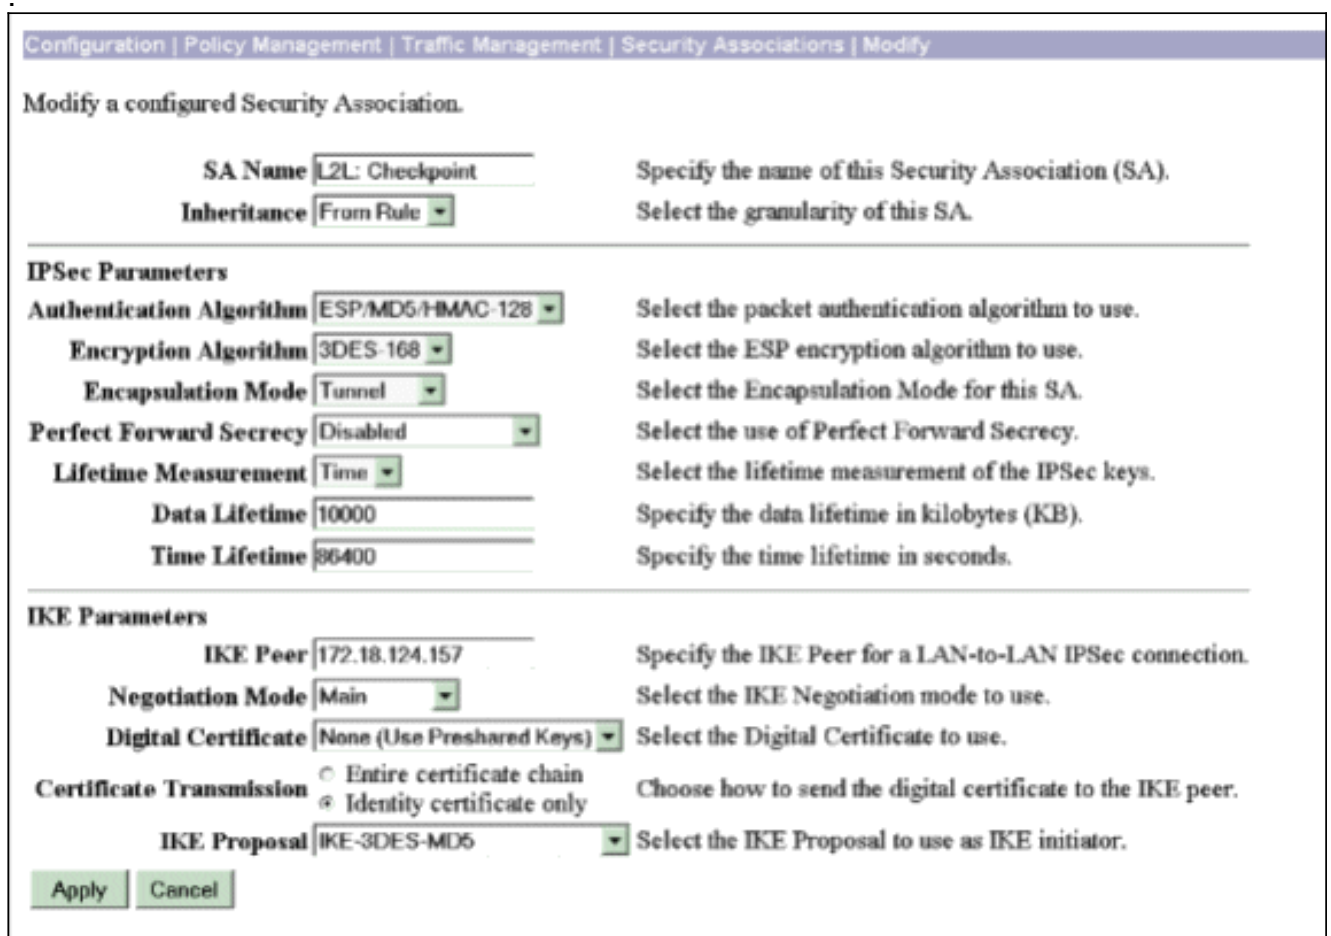 Configuration | Policy Management | Traffic Management | Security Associations | Modify
Modify a configured Security Association.
SA Name L2L: Checkpoint Specify the name of this Security Association (SA).
Inheritance From Rule Select the granularity of this SA.
IPSec Parameters
Authentication Algorithm ESP/MD5/HMAC-128 Select the packet authentication algorithm to use.
Encryption Algorithm 3DES-168 Select the ESP encryption algorithm to use.
Encapsulation Mode Tunnel Select the Encapsulation Mode for this SA.
Perfect Forward Secrecy Disabled Select the use of Perfect Forward Secrecy.
Lifetime Measurement Time Select the lifetime measurement of the IPSec keys.
Data Lifetime 10000 Specify the data lifetime in kilobytes (KB).
Time Lifetime 86400 Specify the time lifetime in seconds.
IKE Parameters
IKE Peer 172.18.124.157 Specify the IKE Peer for a LAN-to-LAN IPSec connection.
Negotiation Mode Main Select the IKE Negotiation mode to use.
Digital Certificate None (Use Preshared Keys) Select the Digital Certificate to use.
Certificate Transmission Entire certificate chain
Identity certificate only Choose how to send the digital certificate to the IKE peer.
IKE Proposal IKE-3DES-MD5 Select the IKE Proposal to use as IKE initiator.
Apply Cancel